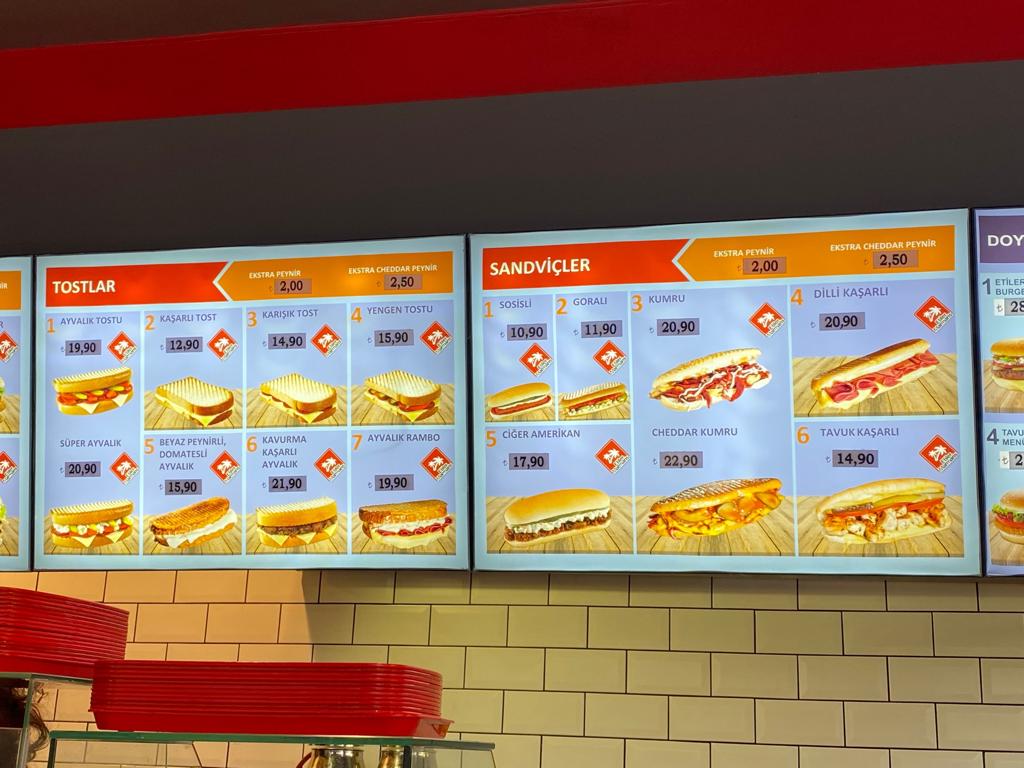 TOSTLAR
EKSTRA PEYNİR
₺ 2,00
EKSTRA CHEDDAR PEYNİR
₺ 2,50
1 AYVALIK TOSTU
₺ 19,90
2 KAŞARLI TOST
₺ 12,90
3 KARIŞIK TOST
₺ 14,90
4 YENGEN TOSTU
₺ 15,90
SÜPER AYVALIK
₺ 20,90
5 BEYAZ PEYNİRLİ,
DOMATESLİ
AYVALIK
₺ 15,90
6 KAVURMA
KAŞARLI
AYVALIK
₺ 21,90
7 AYVALIK RAMBO
₺ 19,90
SANDVİÇLER
EKSTRA PEYNİR
₺ 2,00
EKSTRA CHEDDAR PEYNİR
₺ 2,50
1 SOSİSLİ
₺ 10,90
2 GORALI
₺ 11,90
3 KUMRU
₺ 20,90
4 DİLLİ KAŞARLI
₺ 20,90
5 CİĞER AMERİKAN
₺ 17,90
CHEDDAR KUMRU
₺ 22,90
6 TAVUK KAŞARLI
₺ 14,90
DOY
1 ETİLER
BURGE
₺ 28
4 TAVU
MENÜ
₺ 2